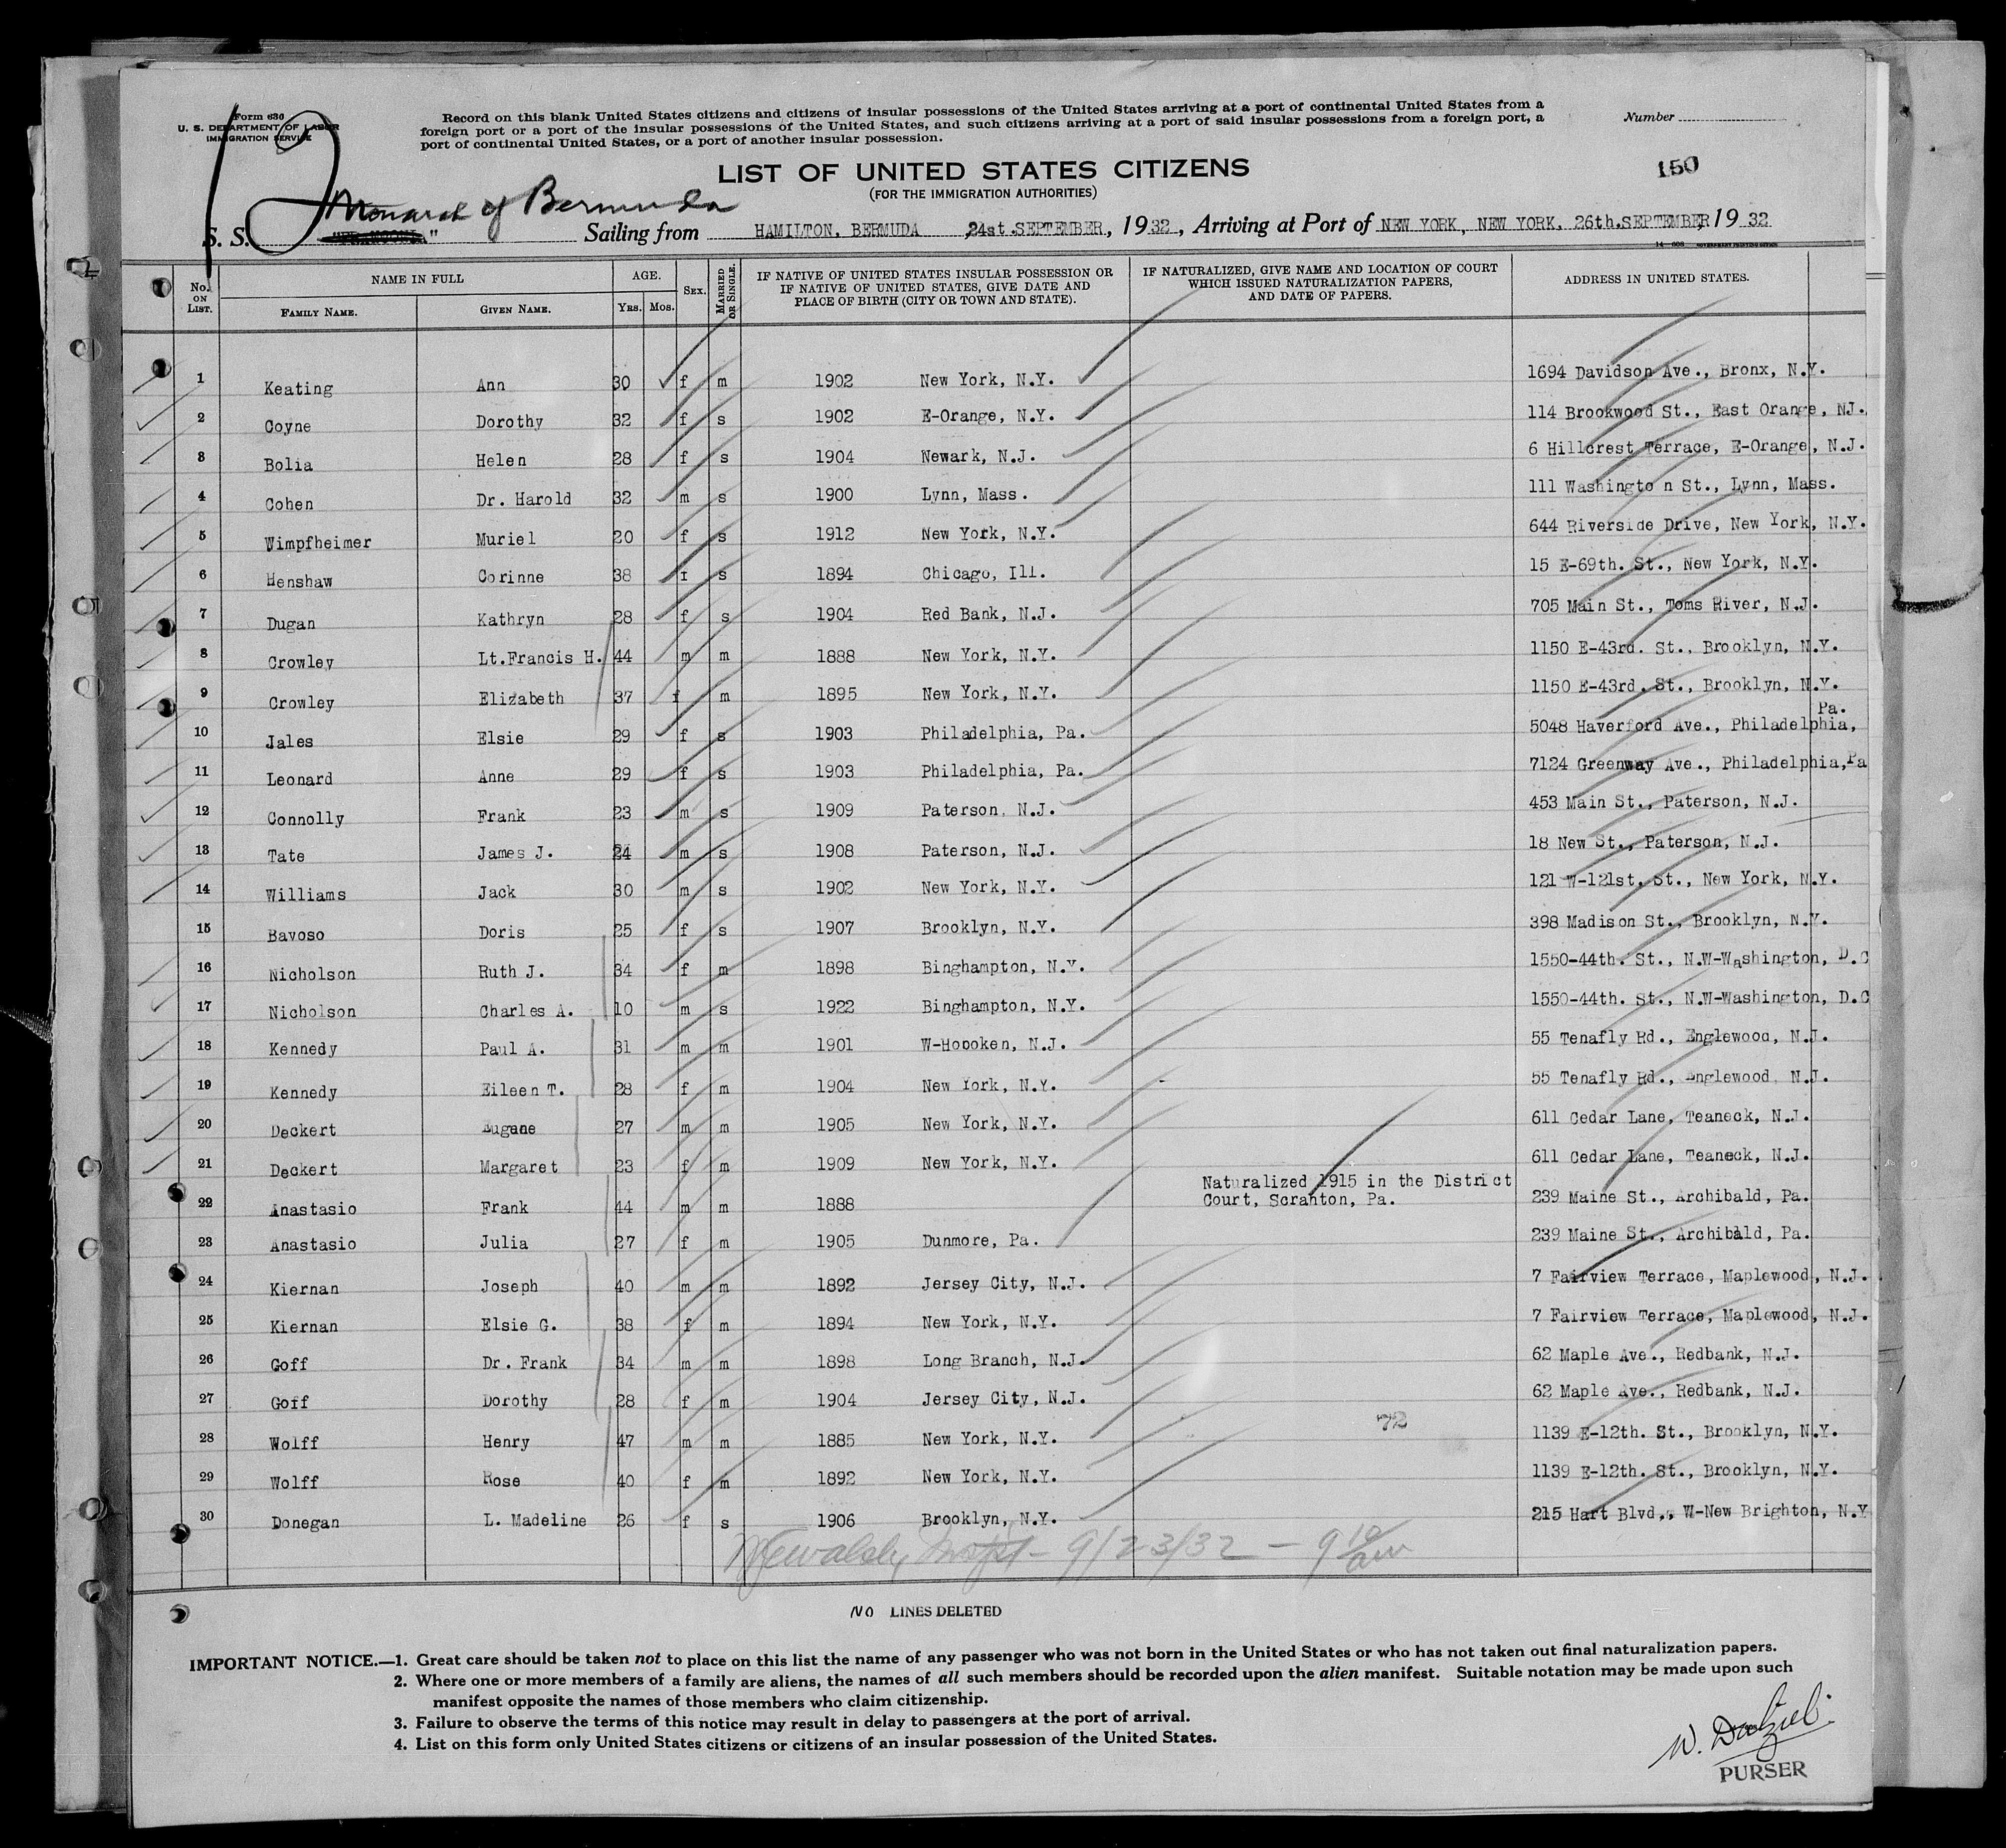 Form 630
U. S. DEPARTMENT OF LABOR
IMMIGRATION SERVICE
Record on this blank United States citizens and citizens of insular possessions of the United States arriving at a port of continental United States from a
foreign port or a port of the insular possessions of the United States, and such citizens arriving at a port of said insular possessions from a foreign port, a
port of continental United States, or a port of another insular possession.
Number
150
LIST OF UNITED STATES CITIZENS
(FOR THE IMMIGRATION AUTHORITIES)
Monarch of Bermuda
S. S. Sailing from HAMILTON. BERMUDA ,24st.SEPTEMBER, 1932, Arriving at Port of NEW YORK, NEW YORK. 26th.SEPTEMBER, 1932
No. ON LIST. NAME IN FULL FAMILY NAME. GIVEN NAME. AGE. YRS. MOS. SEX. MARRIED OR SINGLE. IF NATIVE OF UNITED STATES INSULAR POSSESSION OR IF NATIVE OF UNITED STATES, GIVE DATE AND PLACE OF BIRTH (CITY OR TOWN AND STATE). IF NATURALIZED, GIVE NAME AND LOCATION OF COURT WHICH ISSUED NATURALIZATION PAPERS, AND DATE OF PAPERS. ADDRESS IN UNITED STATES.
1 Keating Ann 30 f m 1902 New York, N.Y. 1694 Davidson Ave., Bronx, N.Y.
2 Coyne Dorothy 32 f s 1902 E-Orange, N.Y. 114 Brookwood St., East Orange, NJ.
3 Bolia Helen 28 f s 1904 Newark, N.J. 6 Hillcrest Terrace, E-Orange, N.J.
4 Cohen Dr. Harold 32 m s 1900 Lynn, Mass. 111 Washingto n St., Lynn, Mass.
5 Wimpfheimer Muriel 20 f s 1912 New York, N.Y. 644 Riverside Drive, New York, N.Y.
6 Henshaw Corinne 38 f s 1894 Chicago, Ill. 15 E-69th. St., New York, N.Y.
7 Dugan Kathryn 28 f s 1904 Red Bank, N.J. 705 Main St., Toms River, N.J.
8 Crowley Lt.Francis H. 44 m m 1888 New York, N.Y. 1150 E-43rd. St., Brooklyn, N.Y.
9 Crowley Elizabeth 37 f m 1895 New York, N.Y. 1150 E-43rd. St., Brooklyn, N.Y.
10 Jales Elsie 29 f s 1903 Philadelphia, Pa. 5048 Haverford Ave., Philadelphia, Pa.
11 Leonard Anne 29 f s 1903 Philadelphia, Pa. 7124 Greenway Ave., Philadelphia,Pa
12 Connolly Frank 23 m s 1909 Paterson, N.J. 453 Main St., Paterson, N.J.
13 Tate James J. 24 m s 1908 Paterson, N.J. 18 New St., Paterson, N.J.
14 Williams Jack 30 m s 1902 New York, N.Y. 121 W-121st. St., New York, N.Y.
15 Bavoso Doris 25 f s 1907 Brooklyn, N.Y. 398 Madison St., Brooklyn, N.Y.
16 Nicholson Ruth J. 34 f m 1898 Binghampton, N.Y. 1550-44th. St., N.W-Washington, D.C
17 Nicholson Charles A. 10 m s 1922 Binghampton, N.Y. 1550-44th. St., N.W-Washington, D.C
18 Kennedy Paul A. 31 m m 1901 W-Hoboken, N.J. 55 Tenafly Rd., Englewood, N.J.
19 Kennedy Eileen T. 28 f m 1904 New York, N.Y. 55 Tenafly Rd., Englewood, N.J.
20 Deckert Eugene 27 m m 1905 New York, N.Y. 611 Cedar Lane, Teaneck, N.J.
21 Deckert Margaret 23 f m 1909 New York, N.Y. 611 Cedar Lane, Teaneck, N.J.
22 Anastasio Frank 44 m m 1888 Naturalized 1915 in the District Court, Scranton, Pa. 239 Maine St., Archibald, Pa.
23 Anastasio Julia 27 f m 1905 Dunmore, Pa. 239 Maine St., Archibald, Pa.
24 Kiernan Joseph 40 m m 1892 Jersey City, N.J. 7 Fairview Terrace, Maplewood, N.J.
25 Kiernan Elsie G. 38 f m 1894 New York, N.Y. 7 Fairview Terrace, Maplewood, N.J.
26 Goff Dr. Frank 34 m m 1898 Long Branch, N.J. 62 Maple Ave., Redbank, N.J.
27 Goff Dorothy 28 f m 1904 Jersey City, N.J. 62 Maple Ave., Redbank, N.J.
72
28 Wolff Henry 47 m m 1885 New York, N.Y. 1139 E-12th. St., Brooklyn, N.Y.
29 Wolff Rose 40 f m 1892 New York, N.Y. 1139 E-12th. St., Brooklyn, N.Y.
30 Donegan L. Madeline 26 f s 1906 Brooklyn, N.Y. 215 Hart Blvd., W-New Brighton, N.Y
9/23/32 - 9 10/am
NO LINES DELETED
IMPORTANT NOTICE.—1. Great care should be taken not to place on this list the name of any passenger who was not born in the United States or who has not taken out final naturalization papers.
2. Where one or more members of a family are aliens, the names of all such members should be recorded upon the alien manifest. Suitable notation may be made upon such
manifest opposite the names of those members who claim citizenship.
3. Failure to observe the terms of this notice may result in delay to passengers at the port of arrival.
4. List on this form only United States citizens or citizens of an insular possession of the United States.
W. Dalziel.
PURSER